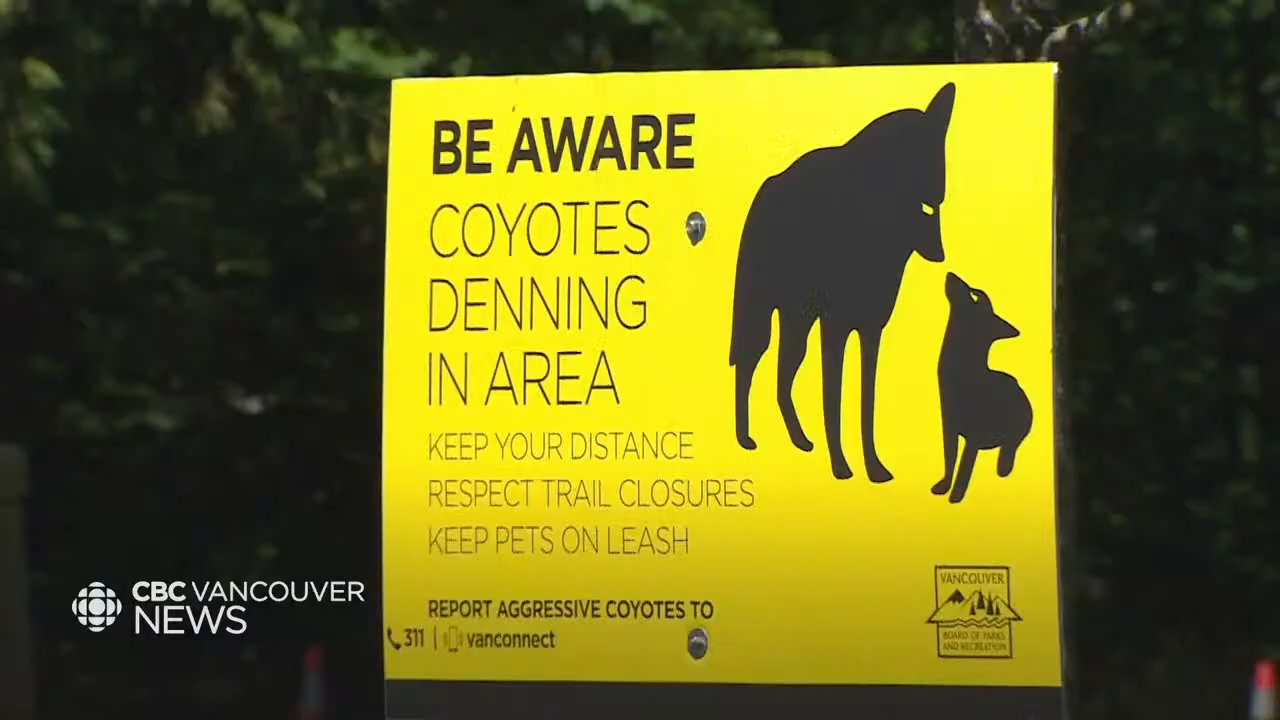 BE AWARE
COYOTES
DENNING
IN AREA
KEEP YOUR DISTANCE
RESPECT TRAIL CLOSURES
KEEP PETS ON LEASH
REPORT AGGRESSIVE COYOTES TO
311 | vanconnect
VANCOUVER
BOARD OF PARKS
AND RECREATION
CBC VANCOUVER
NEWS